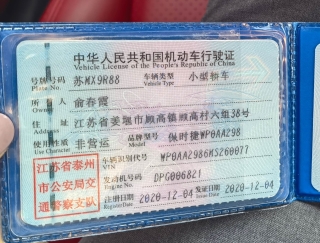 中华人民共和国机动车行驶证
Vehicle License of the People's Republic of China
号牌号码 苏MX9R88 车辆类型 小型轿车
Plate No. Vehicle Type
所有人 俞春霞
Owner
住址 江苏省姜堰市顾高镇顾高村六组38号
Address
使用性质 非营运 品牌型号 保时捷WP0AA298
Use Character Model
江苏省泰州
市公安局交
通警察支队
车辆识别代号 WP0AA2986MS260077
VIN
发动机号码 DPG006821
Engine No.
注册日期 2020-12-04 发证日期 2020-12-04
Register Date Issue Date